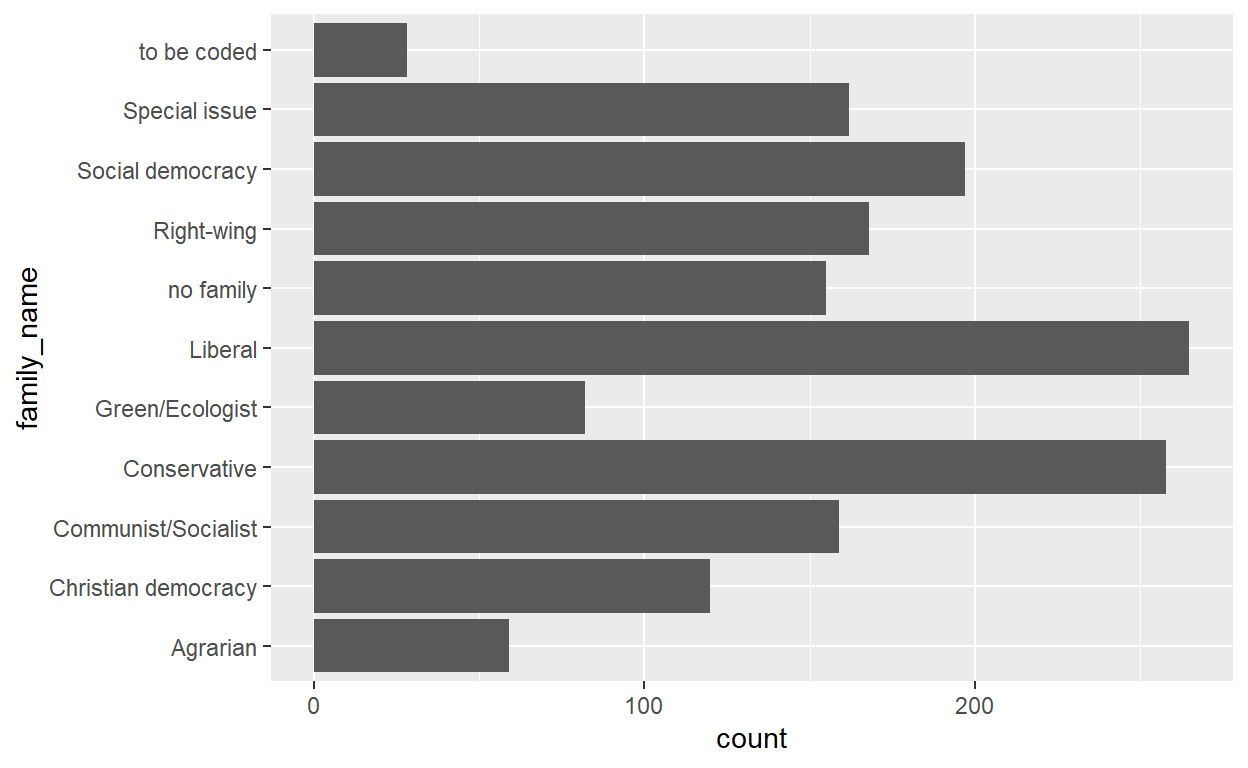 to be coded
Special issue
Social democracy
Right-wing
no family
Liberal
Green/Ecologist
Conservative
Communist/Socialist
Christian democracy
Agrarian
family_name
0 100 200
count